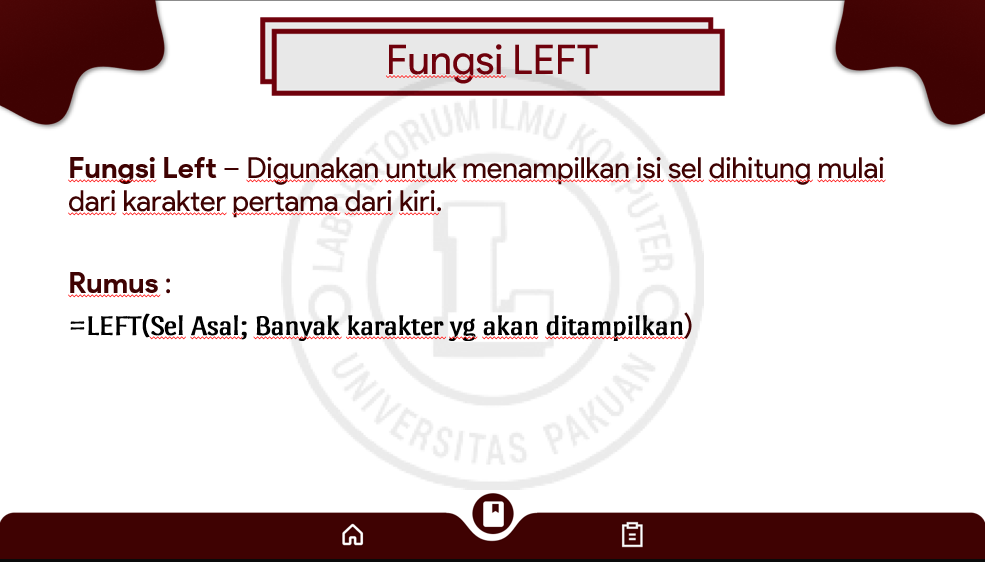 Fungsi LEFT
Fungsi Left – Digunakan untuk menampilkan isi sel dihitung mulai
dari karakter pertama dari kiri.
Rumus :
=LEFT(Sel Asal; Banyak karakter yg akan ditampilkan)
LABORATORIUM ILMU KOMPUTER
UNIVERSITAS PAKUAN